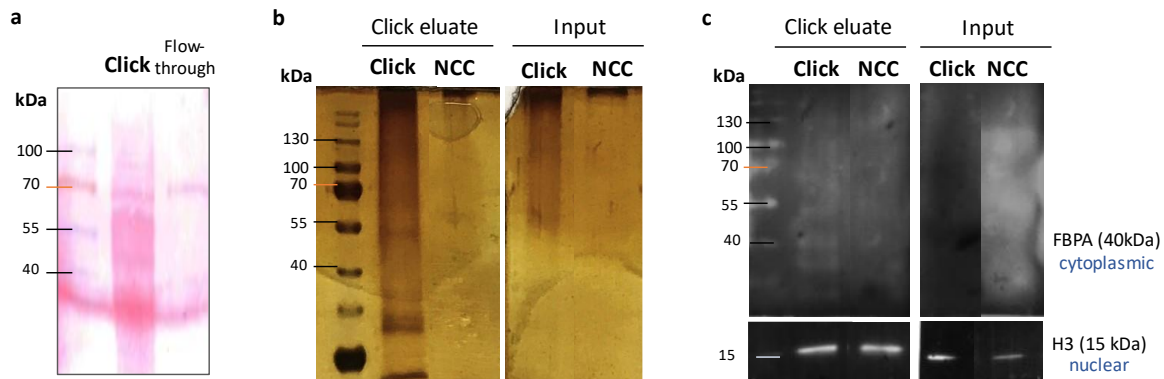 a
Click
Flow-
through
kDa
100
70
55
40
b
Click eluate
Input
kDa
Click NCC
Click NCC
130
100
70
55
40
c
Click eluate
Input
kDa
Click NCC
Click NCC
130
100
70
55
40
FBPA (40kDa)
cytoplasmic
15
H3 (15 kDa)
nuclear